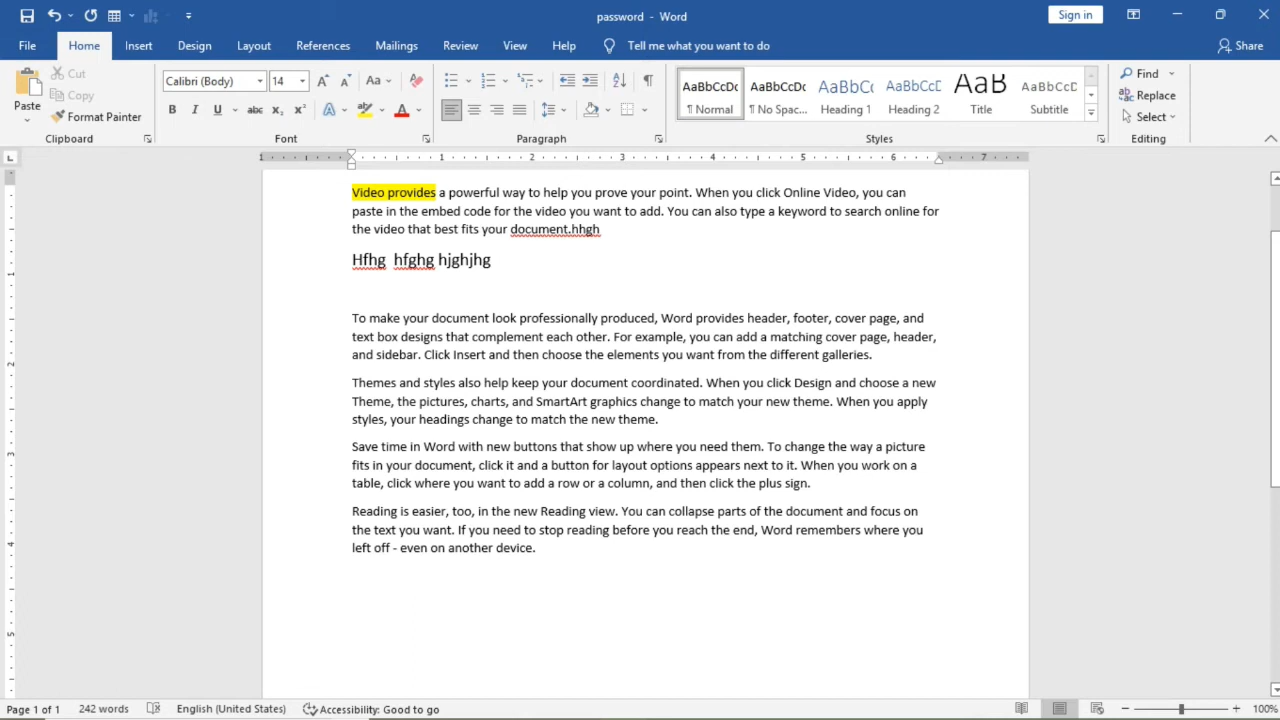 password - Word
Sign in
File Home Insert Design Layout References Mailings Review View Help Tell me what you want to do Share
Paste
Cut
Copy
Format Painter
Clipboard
Calibri (Body) 14
Font
Paragraph
AaBbCcDc AaBbCcDc AaBbCc AaBbCcD AaB AaBbCcD
¶ Normal ¶ No Spac... Heading 1 Heading 2 Title Subtitle
Styles
Find
Replace
Select
Editing
1 1 2 3 4 5 6 7
Video provides a powerful way to help you prove your point. When you click Online Video, you can
paste in the embed code for the video you want to add. You can also type a keyword to search online for
the video that best fits your document.hhgh
Hfhg hfghg hjghjhg
To make your document look professionally produced, Word provides header, footer, cover page, and
text box designs that complement each other. For example, you can add a matching cover page, header,
and sidebar. Click Insert and then choose the elements you want from the different galleries.
Themes and styles also help keep your document coordinated. When you click Design and choose a new
Theme, the pictures, charts, and SmartArt graphics change to match your new theme. When you apply
styles, your headings change to match the new theme.
Save time in Word with new buttons that show up where you need them. To change the way a picture
fits in your document, click it and a button for layout options appears next to it. When you work on a
table, click where you want to add a row or a column, and then click the plus sign.
Reading is easier, too, in the new Reading view. You can collapse parts of the document and focus on
the text you want. If you need to stop reading before you reach the end, Word remembers where you
left off - even on another device.
Page 1 of 1 242 words English (United States) Accessibility: Good to go 100%